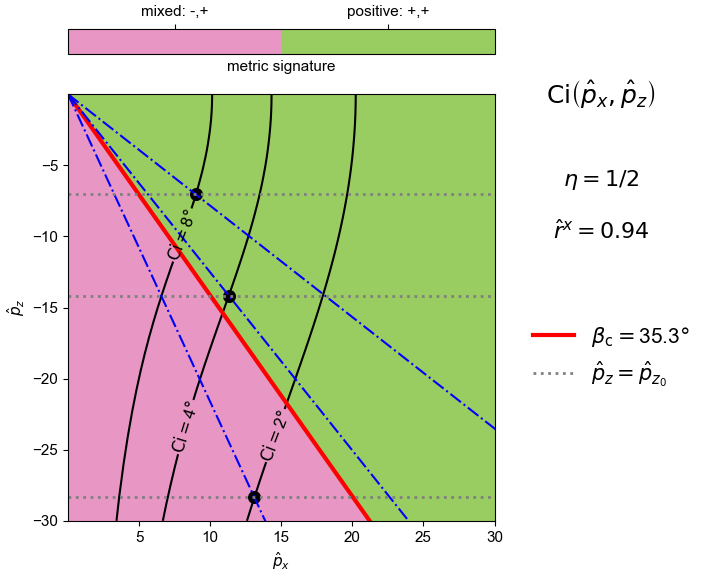 mixed: -,+ positive: +,+
metric signature
Ci(p̂ₓ, p̂_z)
η = 1/2
r̂ˣ = 0.94
β_c = 35.3°
p̂_z = p̂_z₀
Ci = 8°
Ci = 4°
Ci = 2°
−5
−10
−15
−20
−25
−30
p̂_z
5 10 15 20 25 30
p̂ₓ